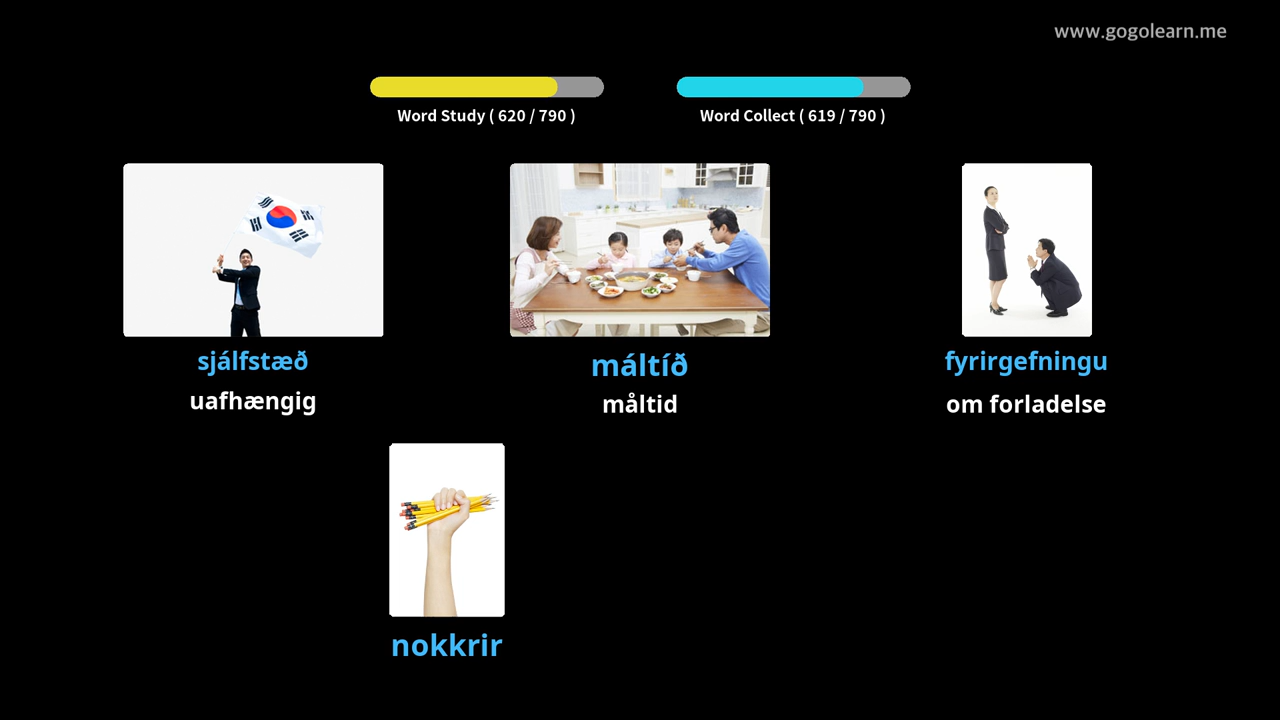 www.gogolearn.me
Word Study ( 620 / 790 )
Word Collect ( 619 / 790 )
sjálfstæð
uafhængig
máltíð
måltid
fyrirgefningu
om forladelse
nokkrir